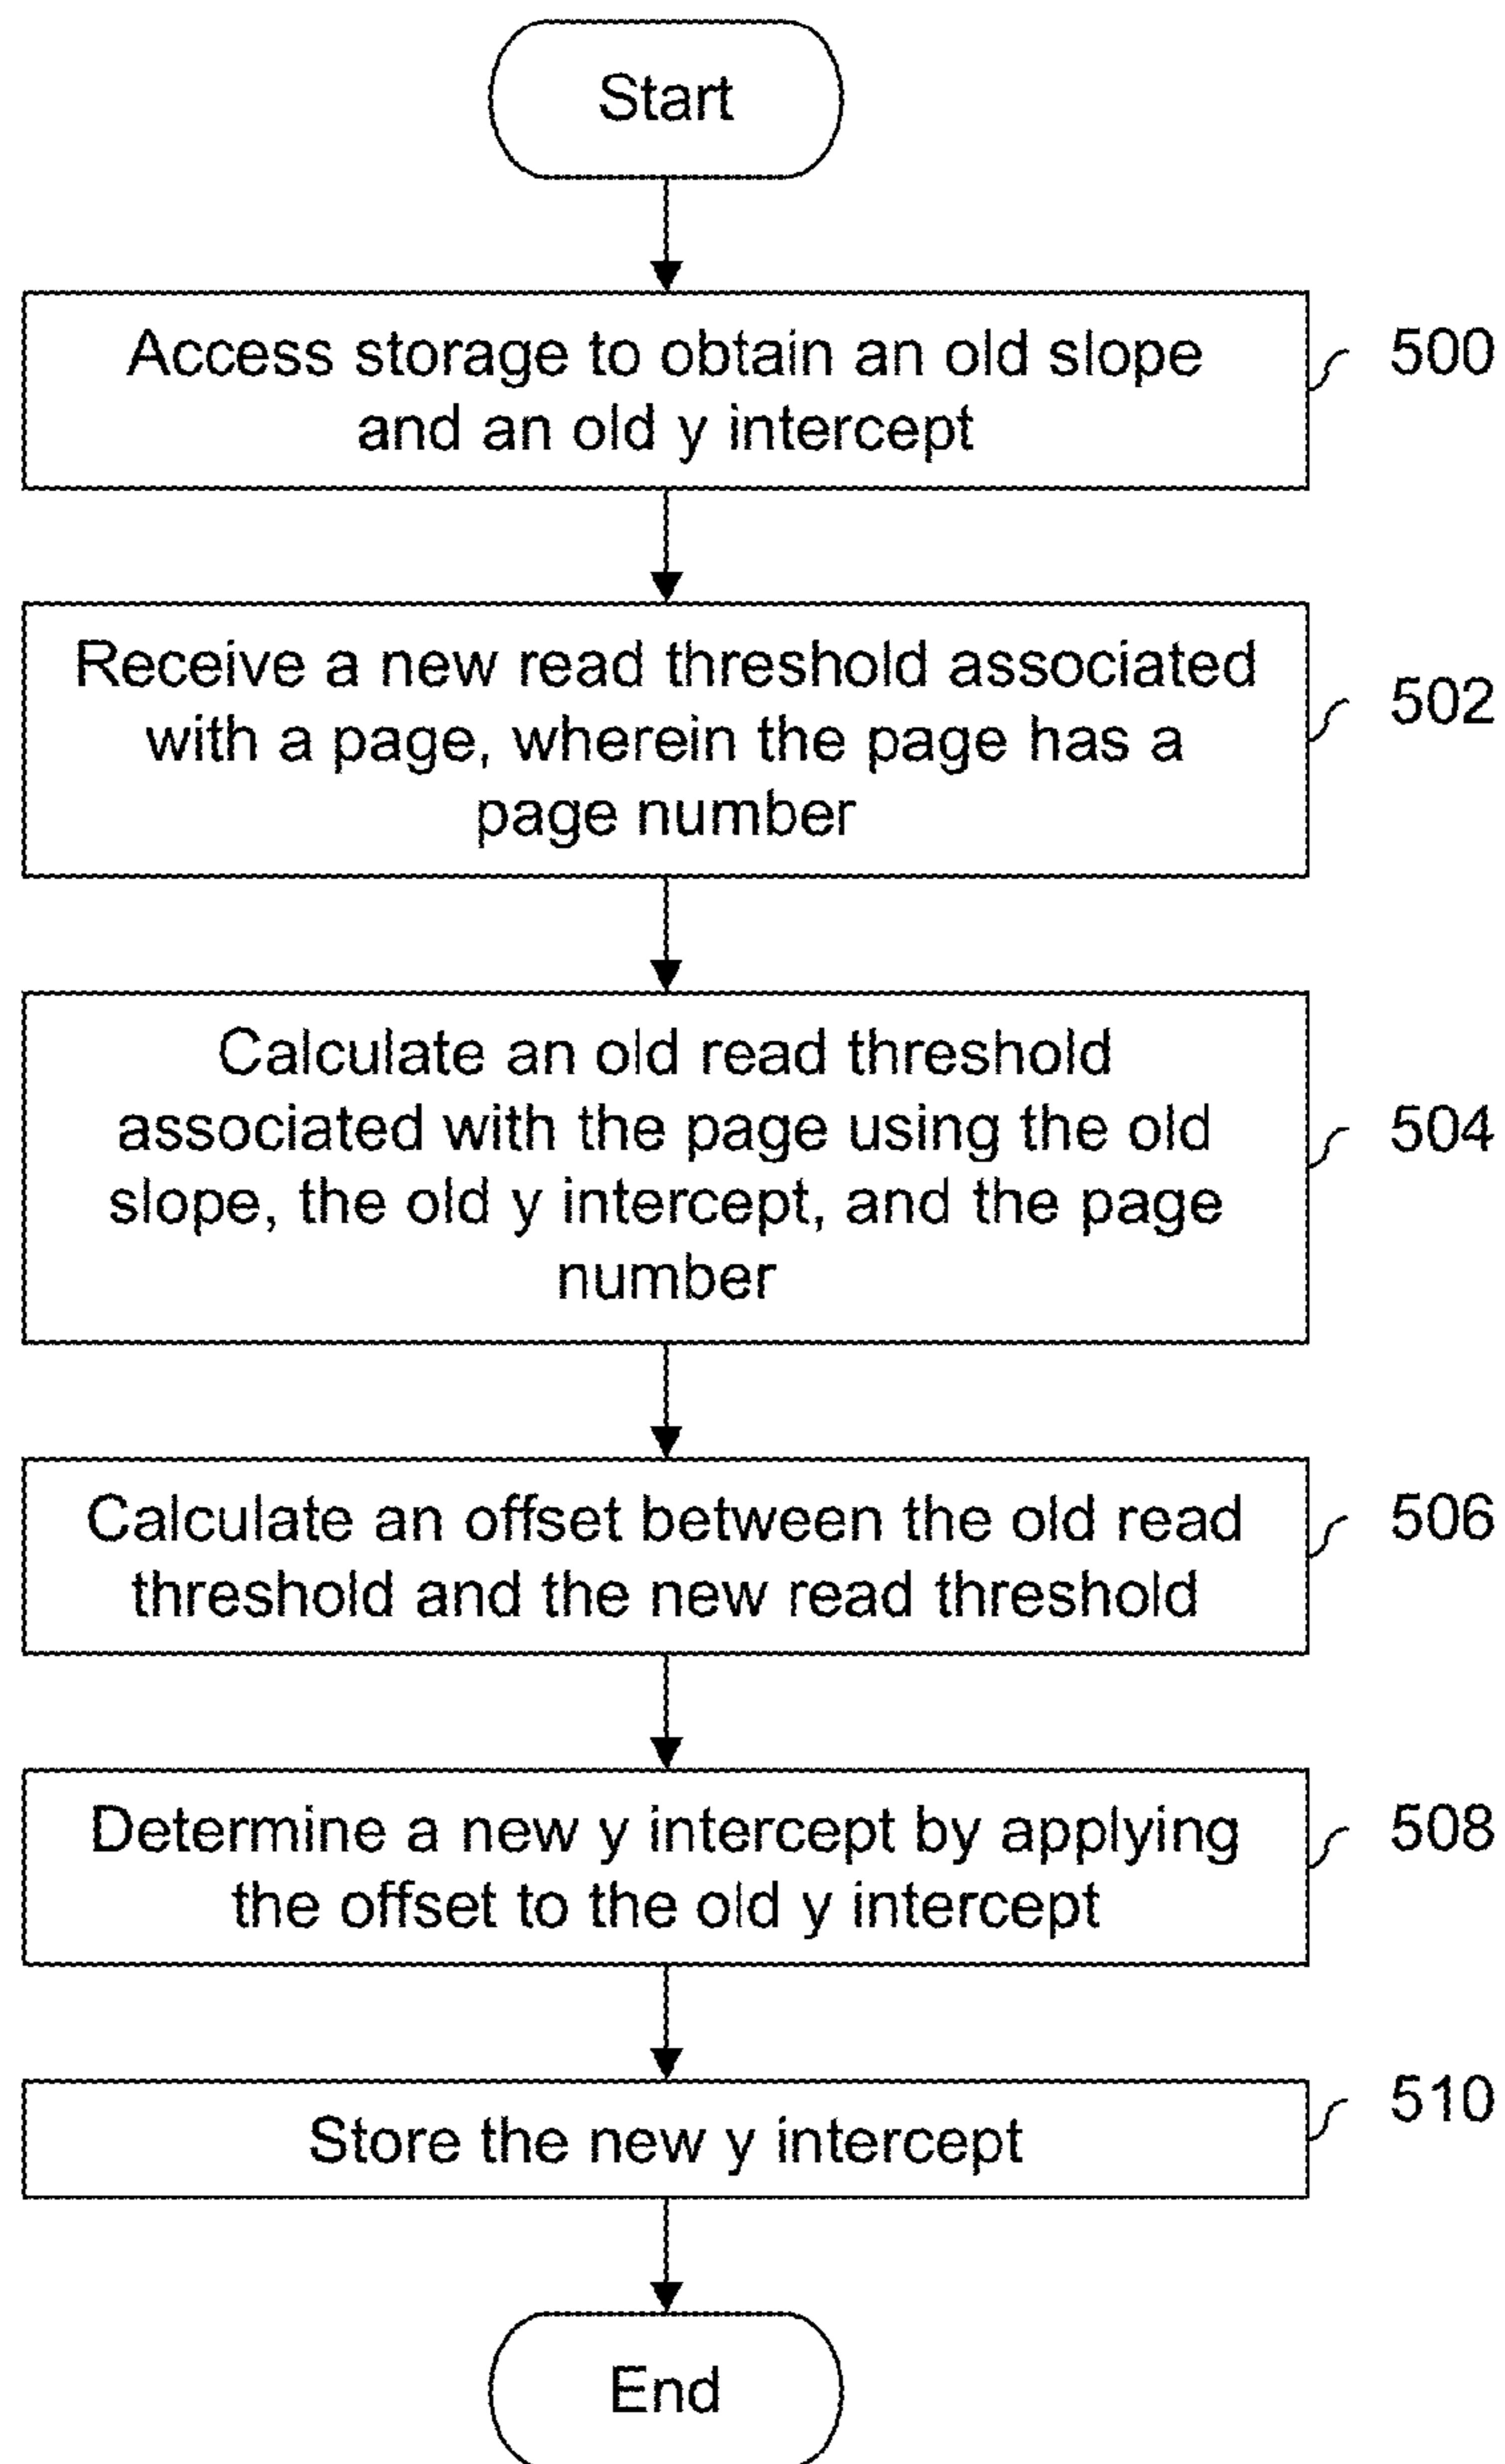 Start
Access storage to obtain an old slope
and an old y intercept
500
Receive a new read threshold associated
with a page, wherein the page has a
page number
502
Calculate an old read threshold
associated with the page using the old
slope, the old y intercept, and the page
number
504
Calculate an offset between the old read
threshold and the new read threshold
506
Determine a new y intercept by applying
the offset to the old y intercept
508
Store the new y intercept
510
End